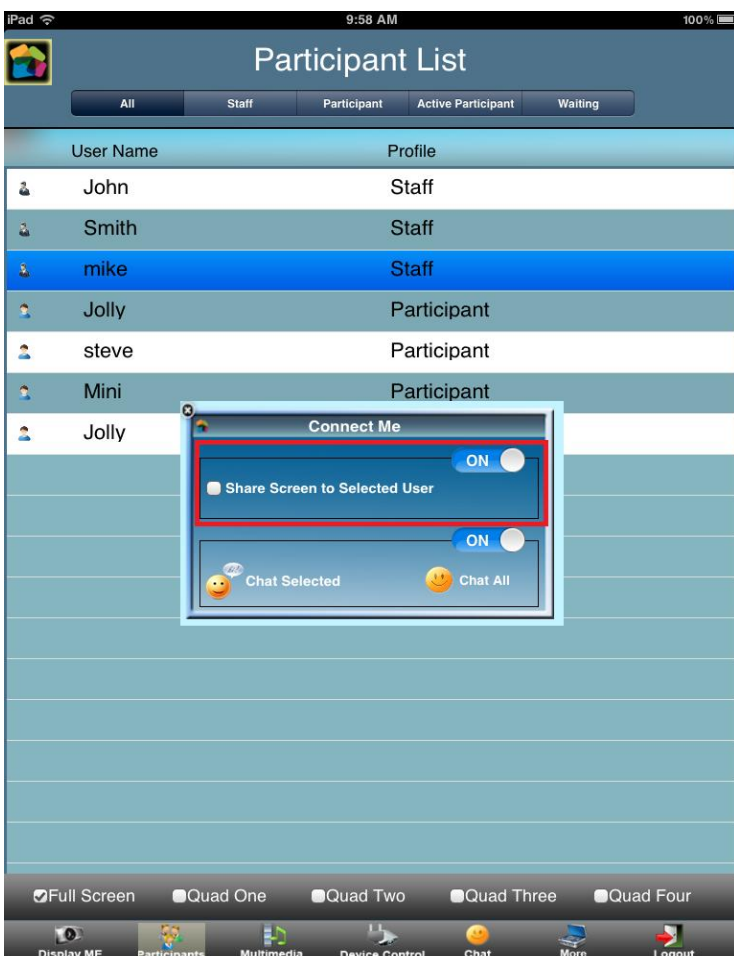 iPad 9:58 AM 100%
Participant List
All Staff Participant Active Participant Waiting
User Name Profile
John Staff
Smith Staff
mike Staff
Jolly Participant
steve Participant
Mini Participant
Jolly
Connect Me
ON
Share Screen to Selected User
ON
Chat Selected Chat All
Full Screen Quad One Quad Two Quad Three Quad Four
Display ME Participants Multimedia Device Control Chat More Logout